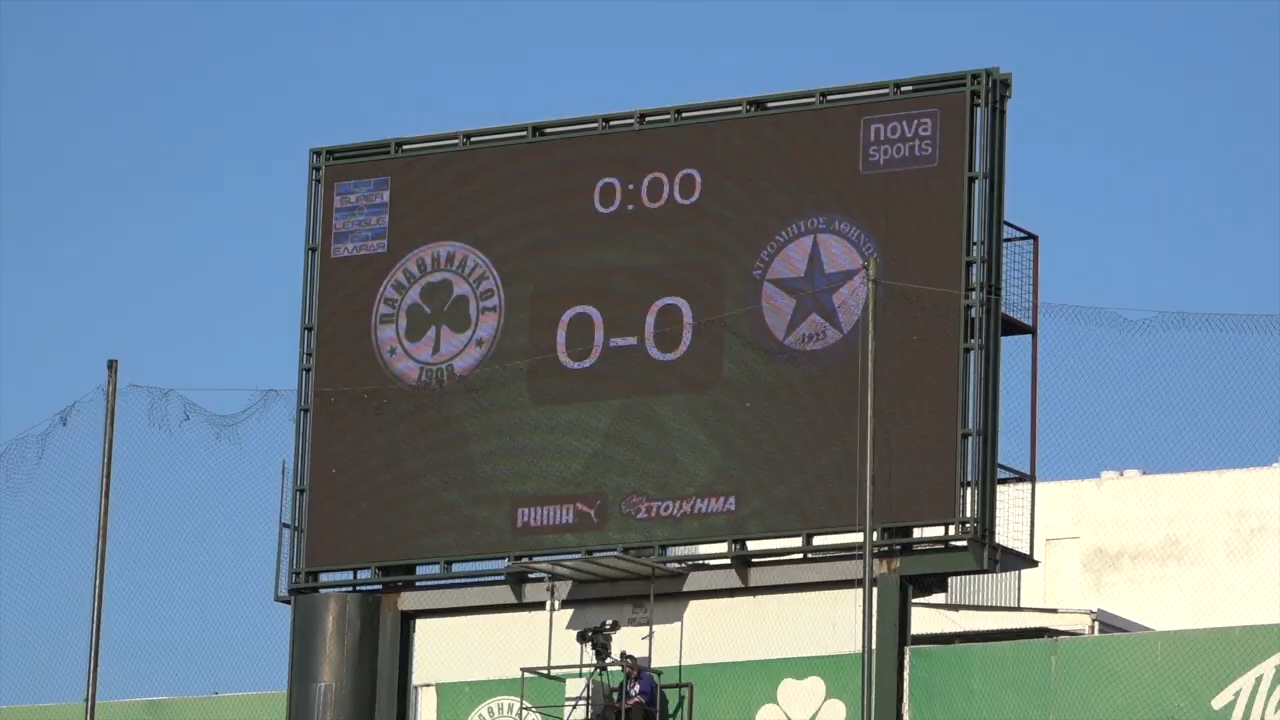 nova
sports
0:00
SUPER
LEAGUE
ΕΛΛΑΔΑ
ΠΑΝΑΘΗΝΑΪΚΟΣ
1908
0-0
ΑΤΡΟΜΗΤΟΣ ΑΘΗΝΩΝ
1923
PUMA
ΣΤΟΙΧΗΜΑ